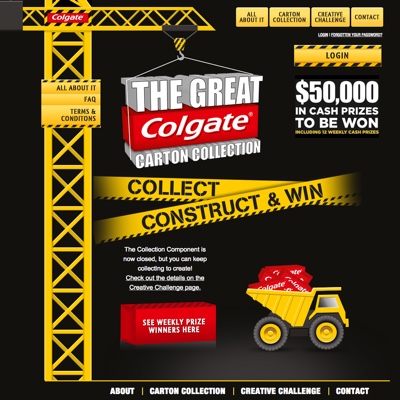 Colgate
ALL ABOUT IT
CARTON COLLECTION
CREATIVE CHALLENGE
CONTACT
LOGIN / FORGOTTEN YOUR PASSWORD?
LOGIN
ALL ABOUT IT
FAQ
TERMS & CONDITONS
THE GREAT
Colgate
CARTON COLLECTION
$50,000
IN CASH PRIZES
TO BE WON
INCLUDING 12 WEEKLY CASH PRIZES
COLLECT
CONSTRUCT & WIN
The Collection Component is
now closed, but you can keep
collecting to create!
Check out the details on the
Creative Challenge page.
SEE WEEKLY PRIZE
WINNERS HERE
Colgate
ABOUT | CARTON COLLECTION | CREATIVE CHALLENGE | CONTACT